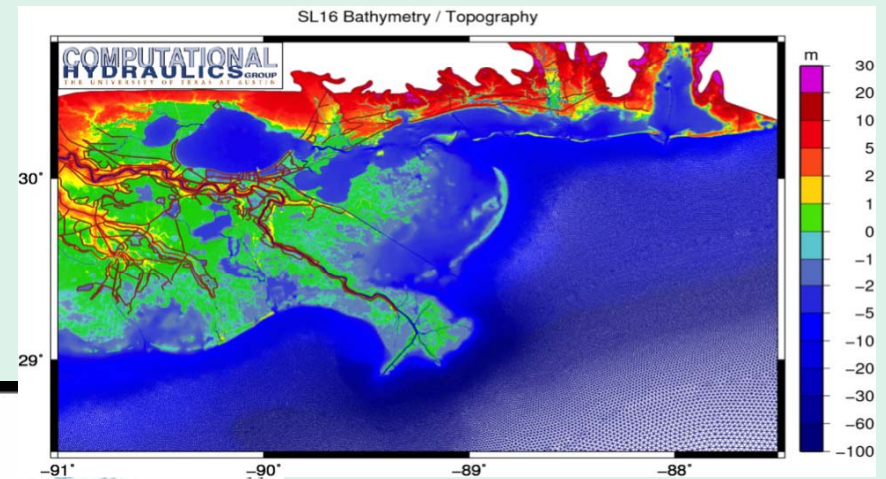 SL16 Bathymetry / Topography
COMPUTATIONAL
HYDRAULICS GROUP
THE UNIVERSITY OF TEXAS AT AUSTIN
m
30
20
10
5
2
1
0
−1
−2
−5
−10
−20
−30
−60
−100
30°
29°
−91° −90° −89° −88°